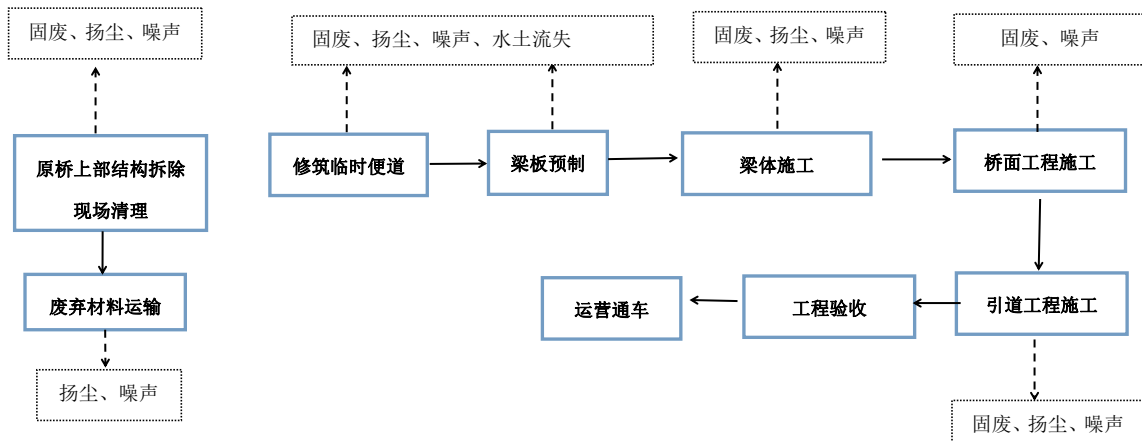 固废、扬尘、噪声
原桥上部结构拆除
现场清理
废弃材料运输
扬尘、噪声
固废、扬尘、噪声、水土流失
固废、扬尘、噪声
固废、噪声
修筑临时便道
梁板预制
梁体施工
桥面工程施工
运营通车
工程验收
引道工程施工
固废、扬尘、噪声